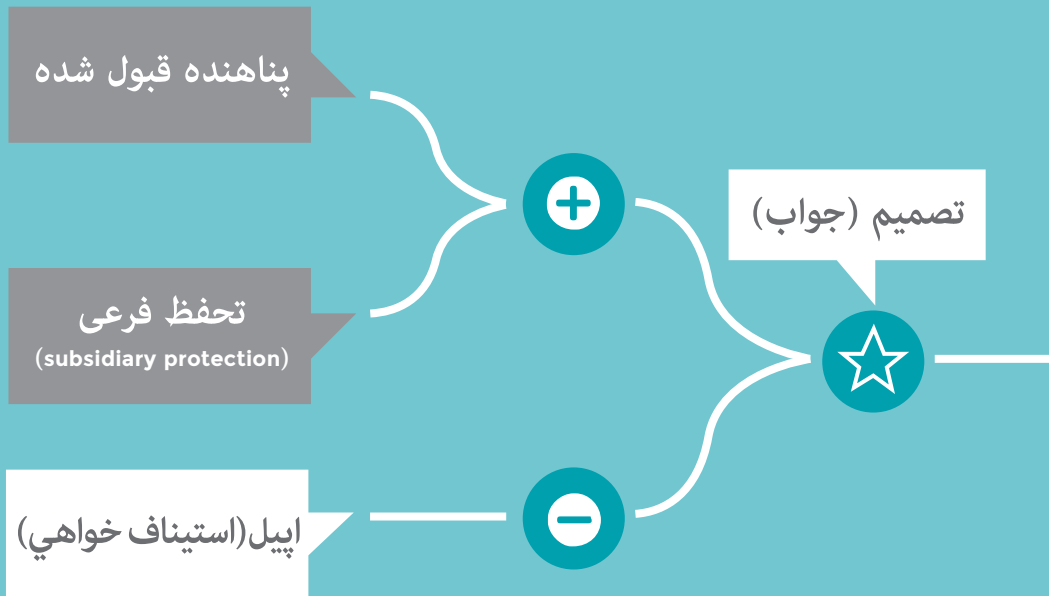 تصمیم (جواب)
پناهنده قبول شده
تحفظ فرعی
(subsidiary protection)
اپیل(استیناف خواهي)